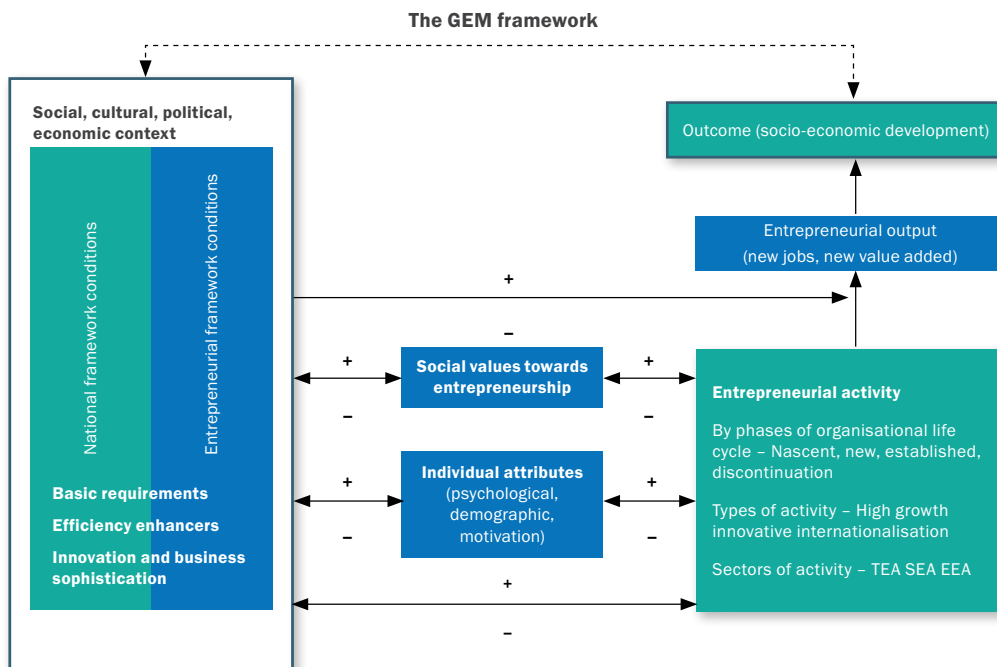 The GEM framework
Social, cultural, political,
economic context
National framework conditions
Entrepreneurial framework conditions
Basic requirements
Efficiency enhancers
Innovation and business
sophistication
Outcome (socio-economic development)
Entrepreneurial output
(new jobs, new value added)
+
–
+
Social values towards
entrepreneurship
+
–
–
+
Individual attributes
(psychological,
demographic,
motivation)
+
–
–
+
–
Entrepreneurial activity
By phases of organisational life
cycle – Nascent, new, established,
discontinuation
Types of activity – High growth
innovative internationalisation
Sectors of activity – TEA SEA EEA